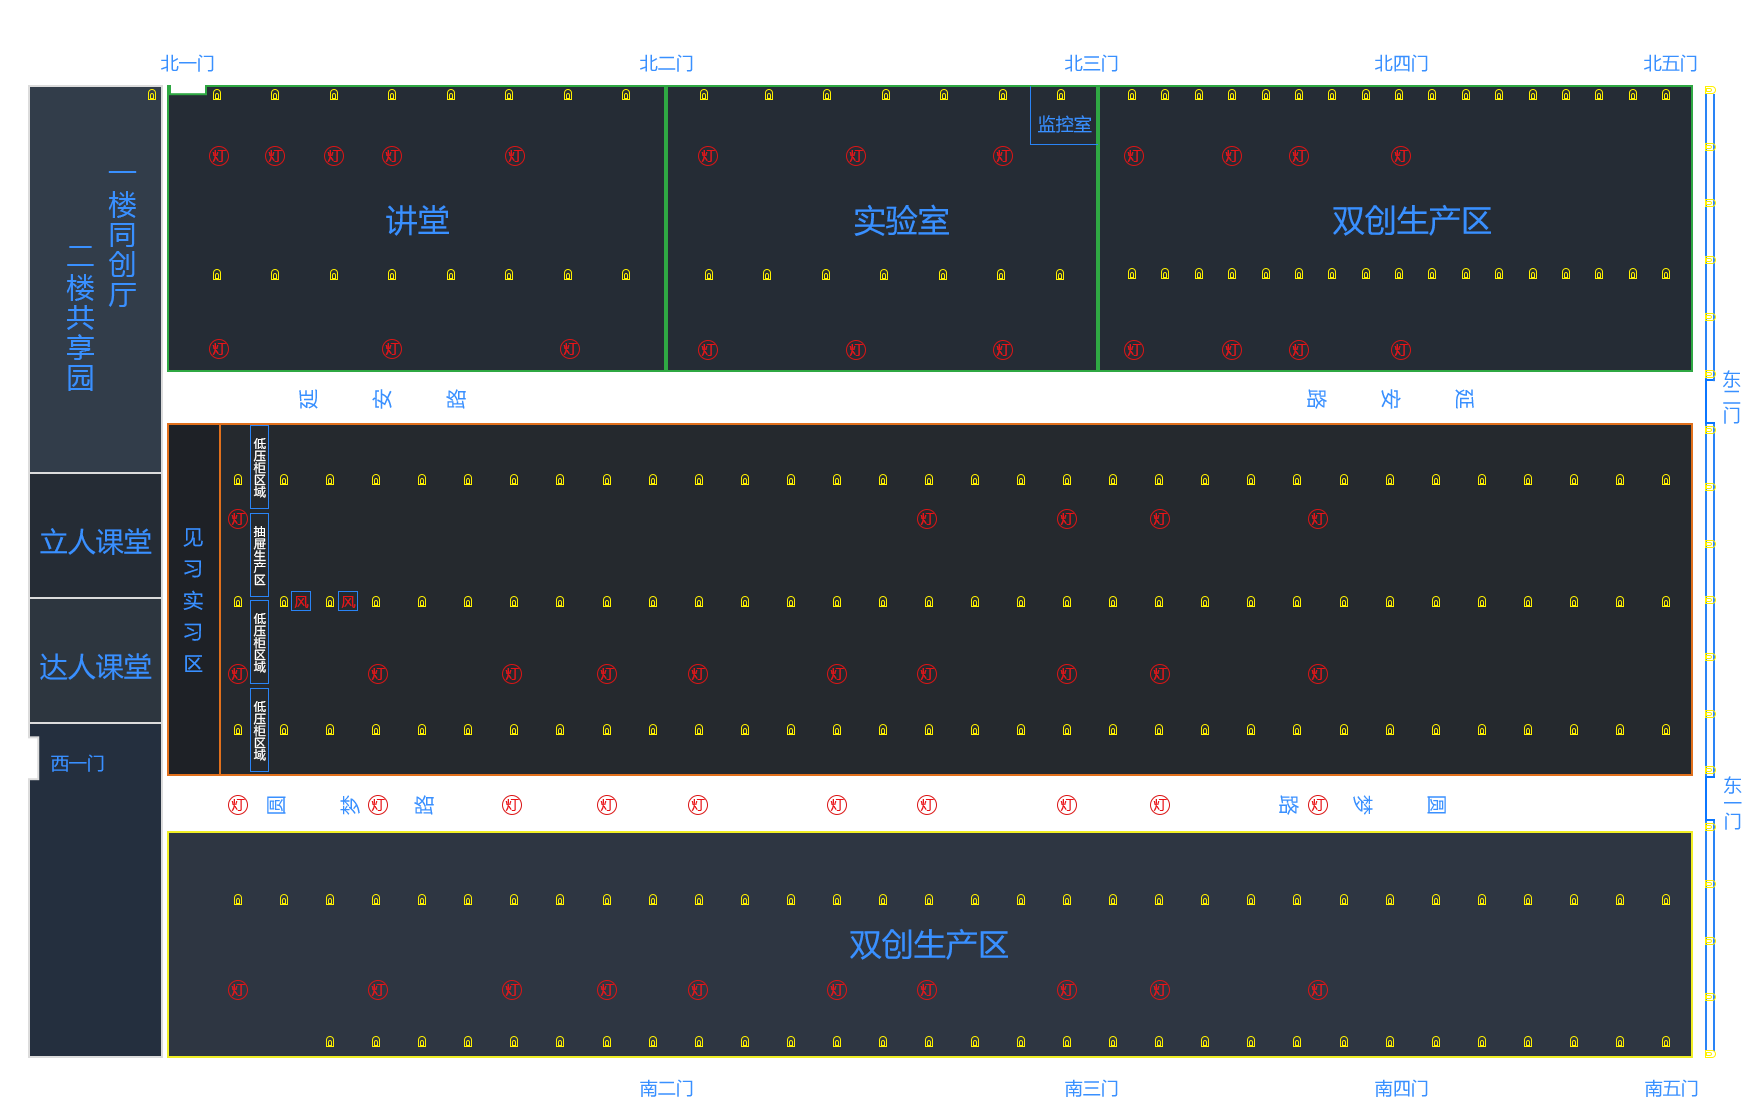 北一门 北二门 北三门 北四门 北五门
监控室
灯 灯 灯 灯 灯 灯 灯 灯 灯 灯 灯 灯
一楼同创厅
二楼共享园
讲堂 实验室 双创生产区
灯 灯 灯 灯 灯 灯 灯 灯 灯 灯
延安路 延安路
东二门
低压柜区域
灯 灯 灯 灯 灯
立人课堂
见习实习区
抽屉生产区
风 风
低压柜区域
达人课堂
灯 灯 灯 灯 灯 灯 灯 灯 灯 灯
低压柜区域
西一门
灯 圆梦路 灯 灯 灯 灯 灯 灯 灯 灯 圆梦路 灯
东一门
双创生产区
灯 灯 灯 灯 灯 灯 灯 灯 灯 灯
南二门 南三门 南四门 南五门